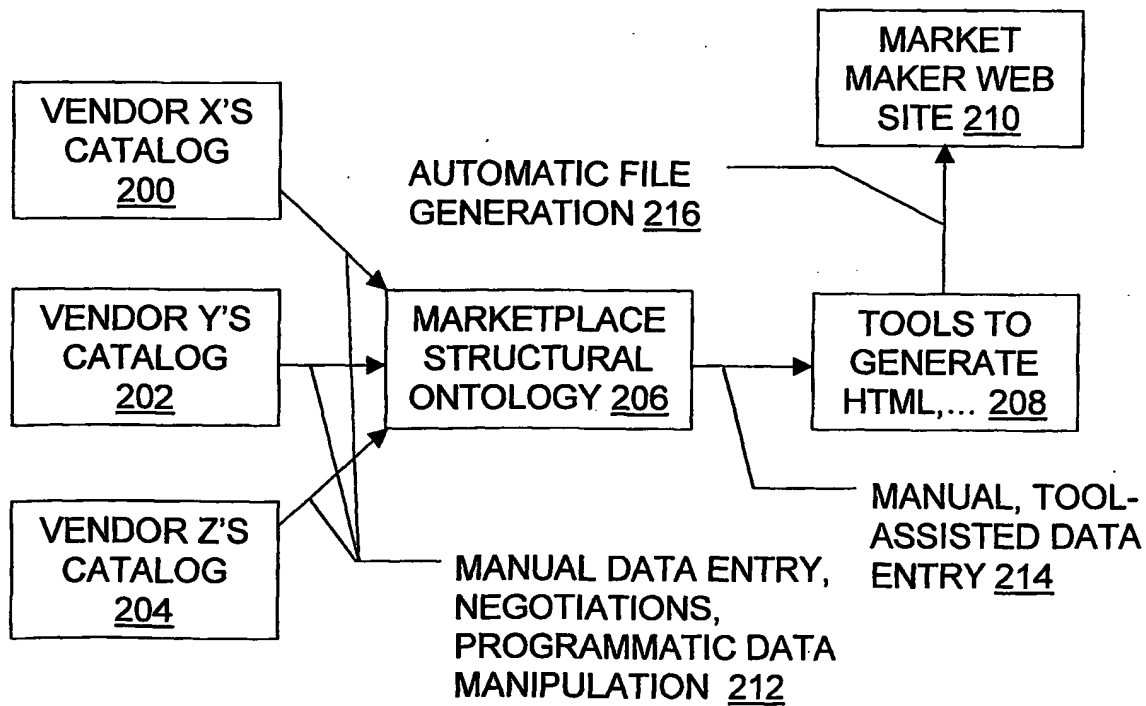 VENDOR X'S
CATALOG
200
MARKET
MAKER WEB
SITE 210
AUTOMATIC FILE
GENERATION 216
VENDOR Y'S
CATALOG
202
MARKETPLACE
STRUCTURAL
ONTOLOGY 206
TOOLS TO
GENERATE
HTML,... 208
VENDOR Z'S
CATALOG
204
MANUAL DATA ENTRY,
NEGOTIATIONS,
PROGRAMMATIC DATA
MANIPULATION 212
MANUAL, TOOL-
ASSISTED DATA
ENTRY 214